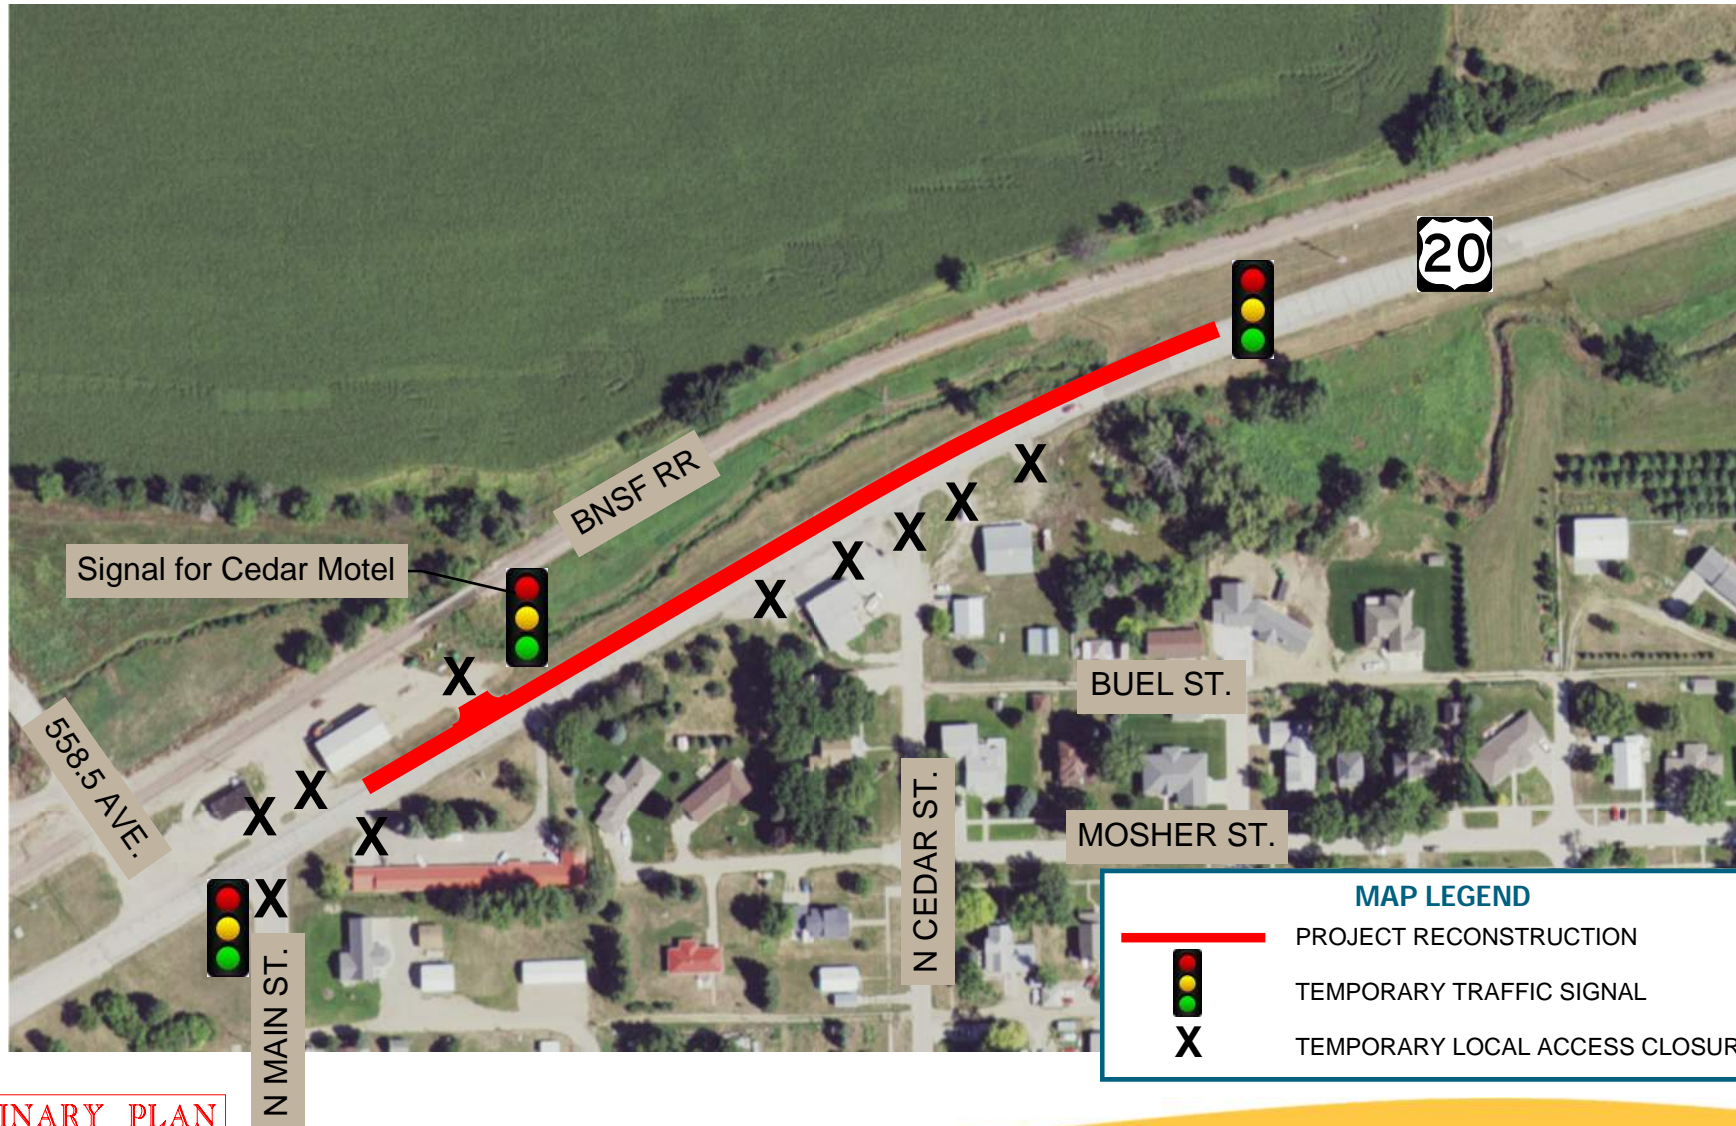 20
BNSF RR
Signal for Cedar Motel
X
X
X
X
X
X
BUEL ST.
558.5 AVE.
X
X
X
X
N CEDAR ST.
MOSHER ST.
N MAIN ST.
MAP LEGEND
PROJECT RECONSTRUCTION
TEMPORARY TRAFFIC SIGNAL
X TEMPORARY LOCAL ACCESS CLOSUR
INARY PLAN